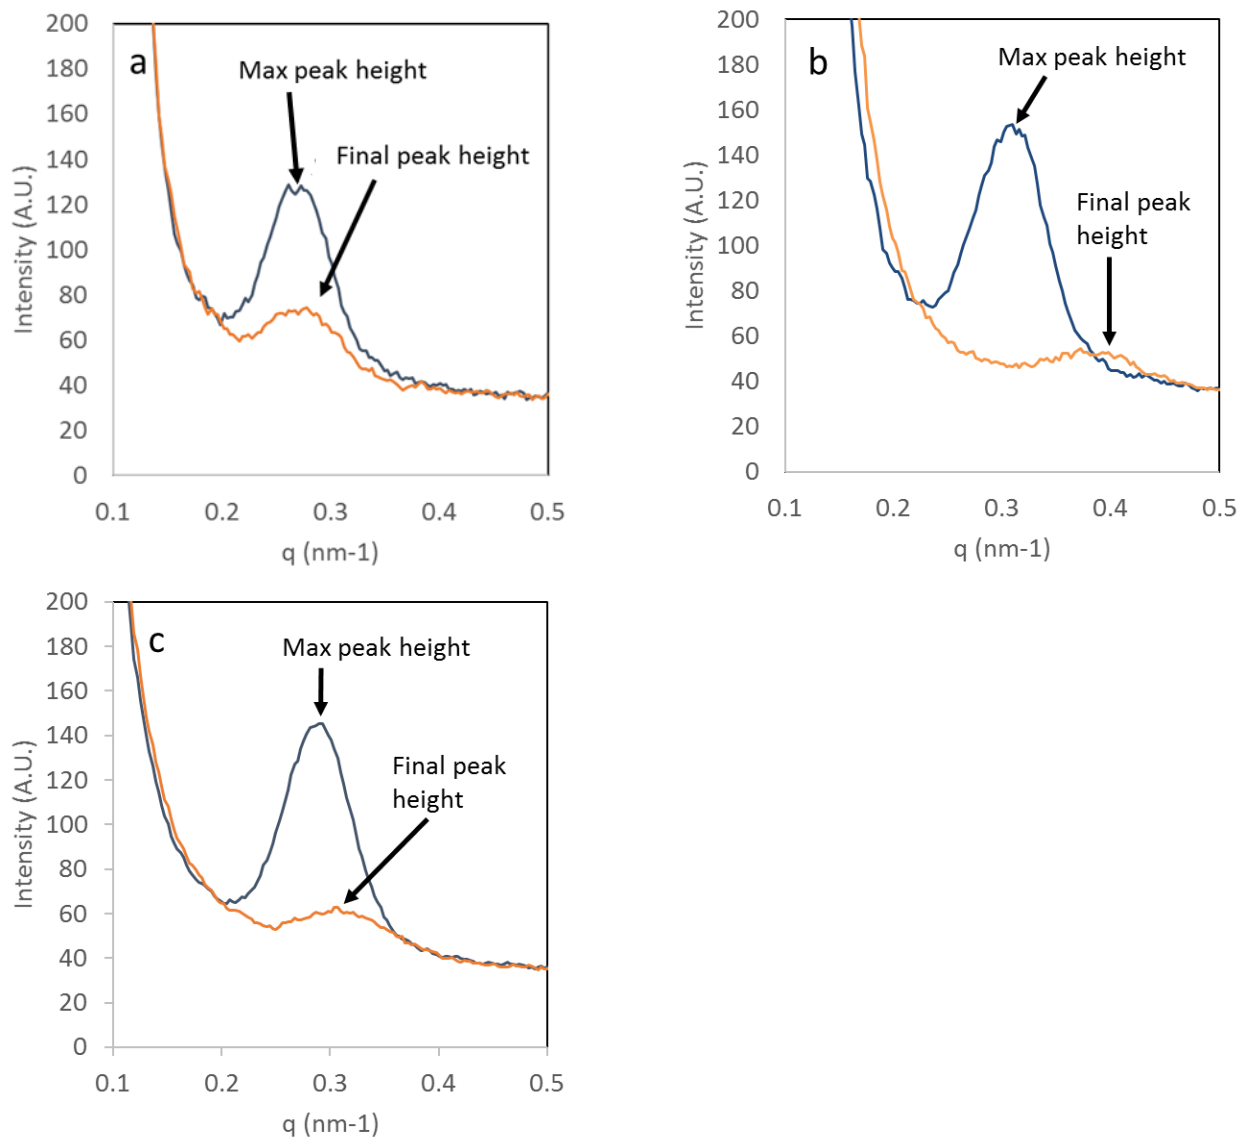 a
200
180
160
140
120
100
80
60
40
20
0
Intensity (A.U.)
Max peak height
Final peak height
0.1 0.2 0.3 0.4 0.5
q (nm-1)
b
200
180
160
140
120
100
80
60
40
20
0
Intensity (A.U.)
Max peak height
Final peak
height
0.1 0.2 0.3 0.4 0.5
q (nm-1)
c
200
180
160
140
120
100
80
60
40
20
0
Intensity (A.U.)
Max peak height
Final peak
height
0.1 0.2 0.3 0.4 0.5
q (nm-1)